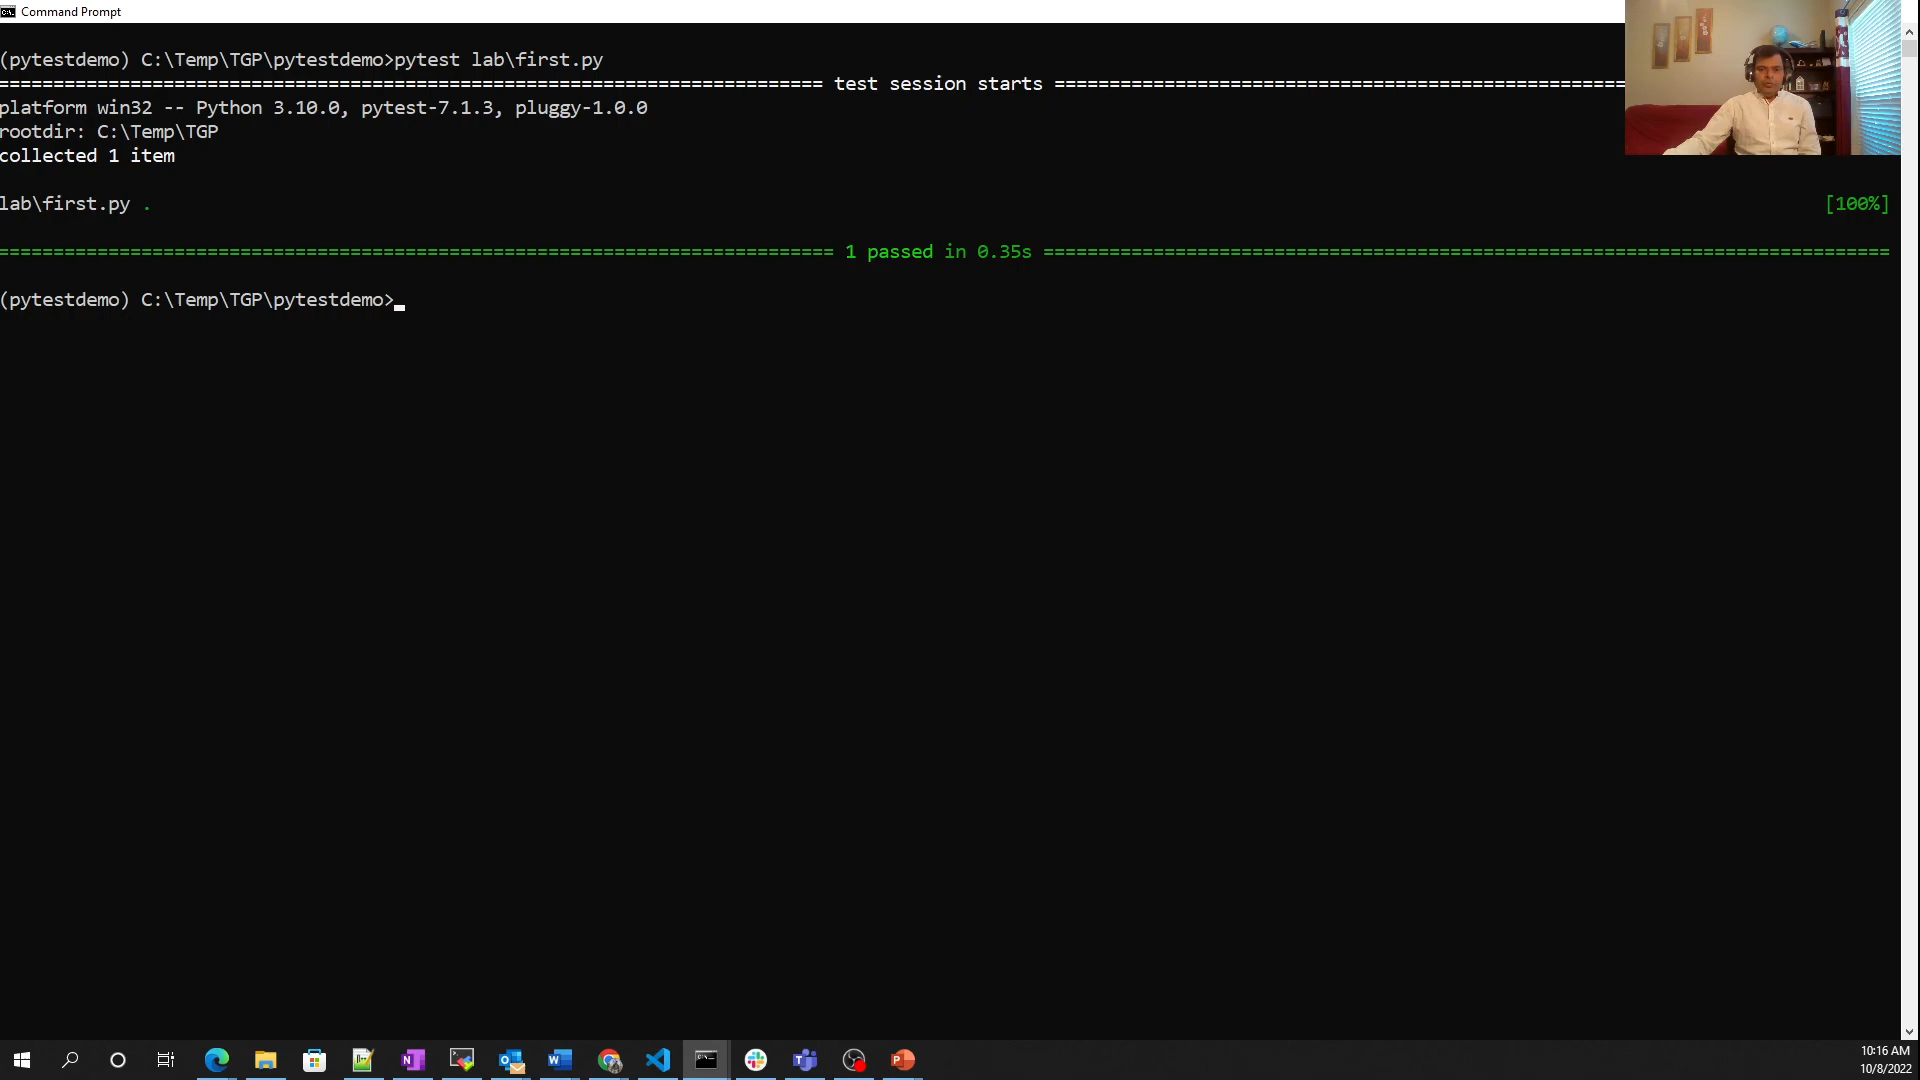 Command Prompt
(pytestdemo) C:\Temp\TGP\pytestdemo>pytest lab\first.py
============================================================================ test session starts ====================================================
platform win32 -- Python 3.10.0, pytest-7.1.3, pluggy-1.0.0
rootdir: C:\Temp\TGP
collected 1 item
lab\first.py . [100%]
============================================================================ 1 passed in 0.35s =============================================================================
(pytestdemo) C:\Temp\TGP\pytestdemo>
10:16 AM
10/8/2022